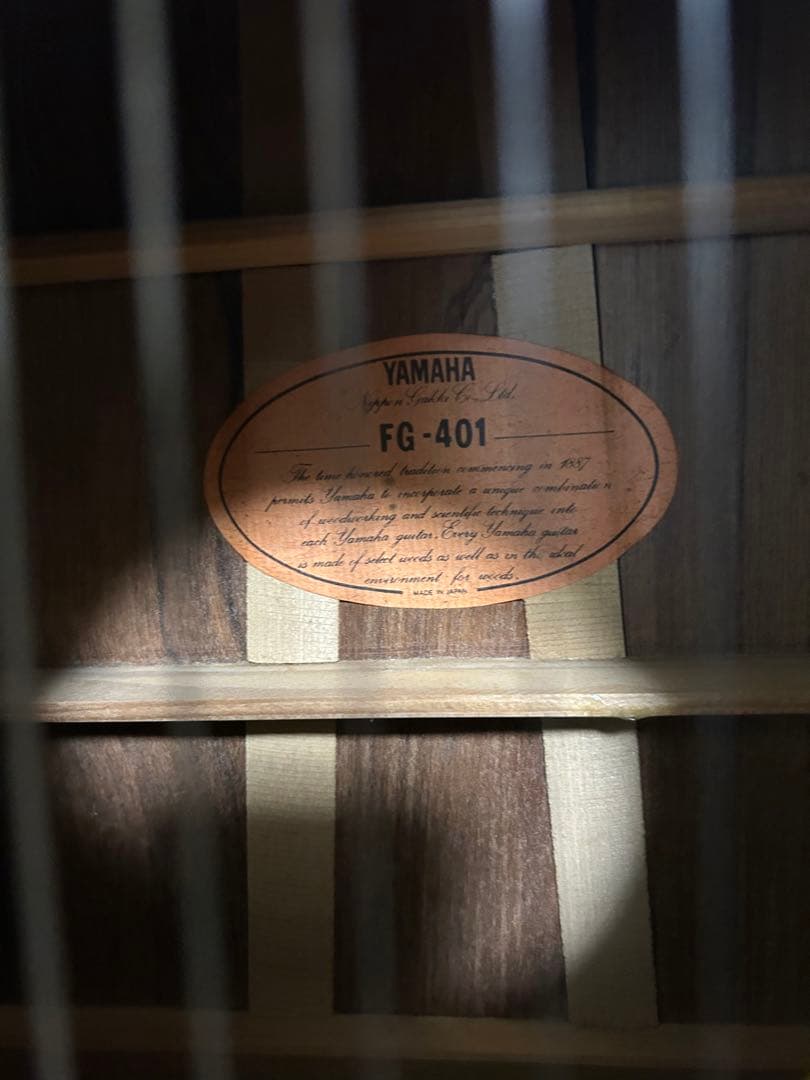 YAMAHA
Nippon Gakki Co. Ltd.
FG-401
The time-honored tradition commencing in 1887
permits Yamaha to incorporate a unique combination
of woodworking and scientific technique into
each Yamaha guitar. Every Yamaha guitar
is made of select woods as well as in the ideal
environment for woods.
MADE IN JAPAN